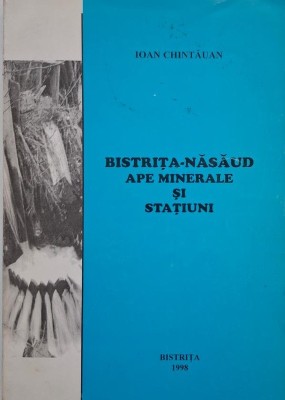 IOAN CHINTĂUAN
BISTRIȚA-NĂSĂUD
APE MINERALE
ȘI
STAȚIUNI
BISTRIȚA
1998